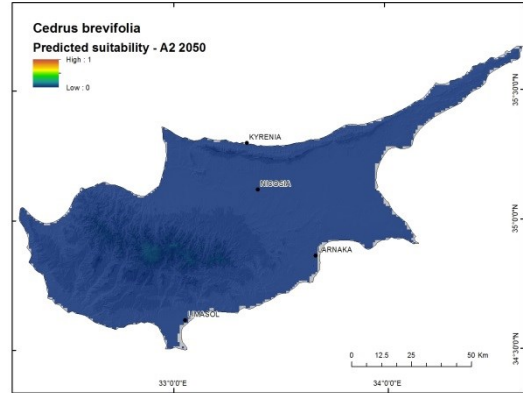 Cedrus brevifolia
Predicted suitability - A2 2050
High : 1
Low : 0
KYRENIA
NICOSIA
LARNAKA
LIMASOL
35°30'0"N
35°0'0"N
34°30'0"N
0 12.5 25 50 Km
33°0'0"E 34°0'0"E